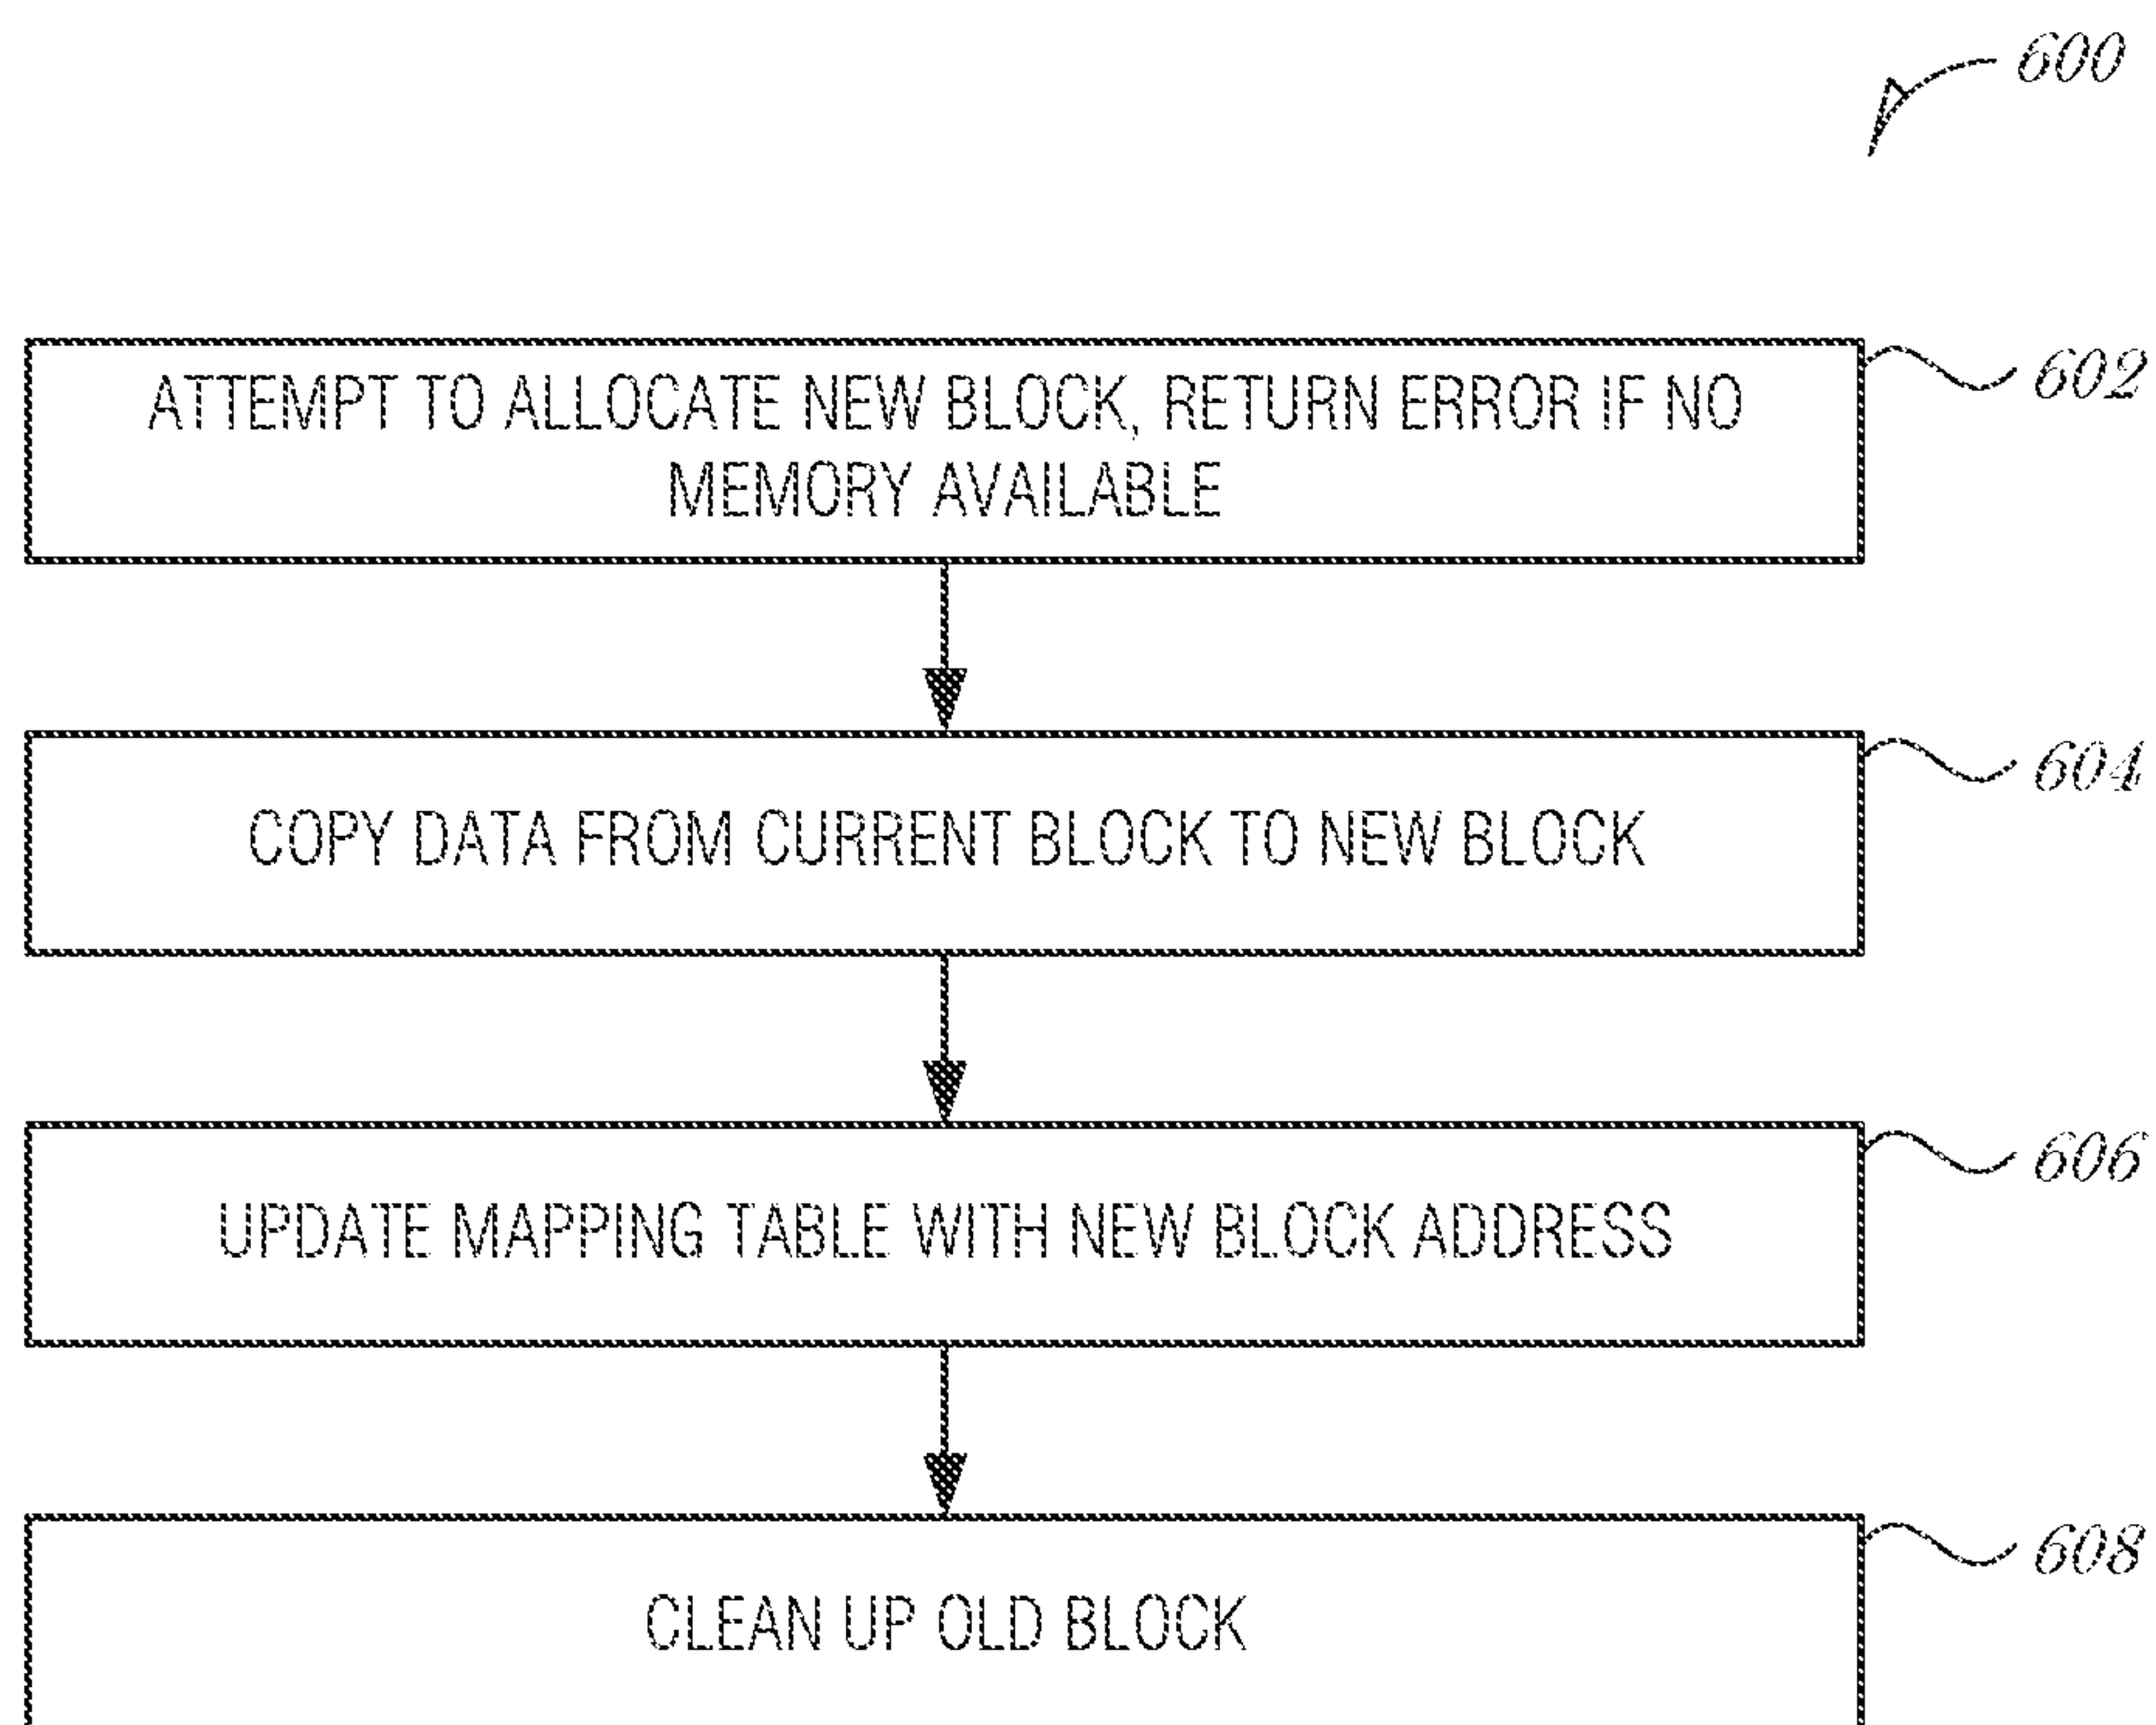 600
ATTEMPT TO ALLOCATE NEW BLOCK, RETURN ERROR IF NO
MEMORY AVAILABLE
602
COPY DATA FROM CURRENT BLOCK TO NEW BLOCK
604
UPDATE MAPPING TABLE WITH NEW BLOCK ADDRESS
606
CLEAN UP OLD BLOCK
608